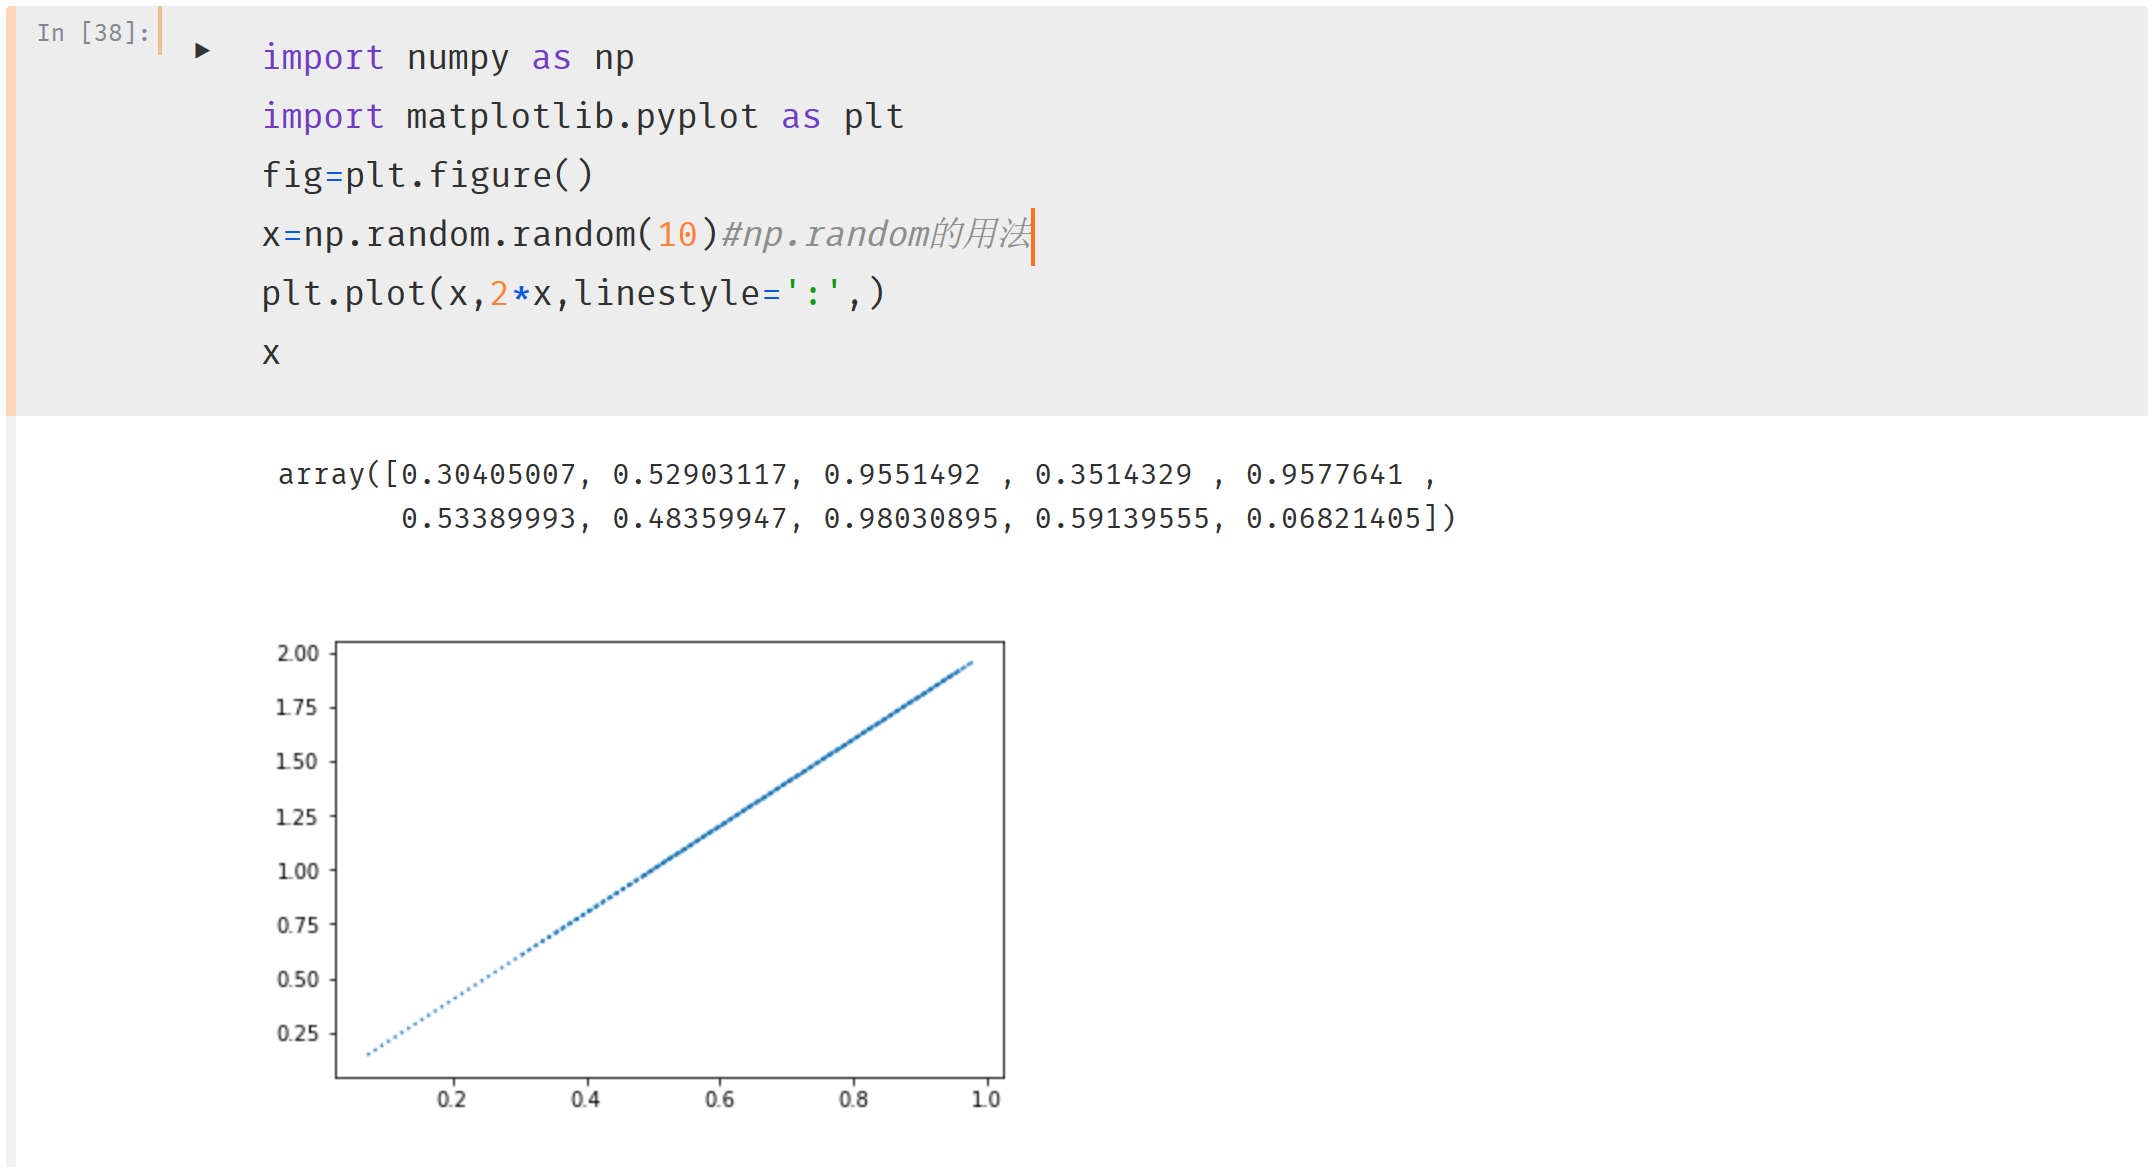 In [38]:
import numpy as np
import matplotlib.pyplot as plt
fig=plt.figure()
x=np.random.random(10)#np.random的用法
plt.plot(x,2*x,linestyle=':',)
x
array([0.30405007, 0.52903117, 0.9551492 , 0.3514329 , 0.9577641 ,
0.53389993, 0.48359947, 0.98030895, 0.59139555, 0.06821405])
2.00
1.75
1.50
1.25
1.00
0.75
0.50
0.25
0.2 0.4 0.6 0.8 1.0